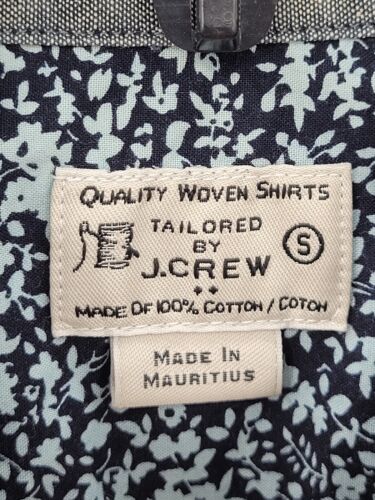 QUALITY WOVEN SHIRTS
TAILORED
BY
S
J.CREW
MADE OF 100% COTTON / COTON
MADE IN
MAURITIUS